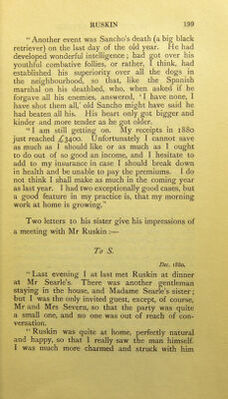 RUSKIN 199
"Another event was Sancho's death (a big black
retriever) on the last day of the old year. He had
developed wonderful intelligence; had got over his
youthful combative follies, or rather, I think, had
established his superiority over all the dogs in
the neighbourhood, so that, like the Spanish
marshal on his deathbed, who, when asked if he
forgave all his enemies, answered, 'I have none, I
have shot them all,' old Sancho might have said he
had beaten all his. His heart only got bigger and
kinder and more tender as he got older.
"I am still getting on. My receipts in 1880
just reached £3400. Unfortunately I cannot save
as much as I should like or as much as I ought
to do out of so good an income, and I hesitate to
add to my insurance in case I should break down
in health and be unable to pay the premiums. I do
not think I shall make as much in the coming year
as last year. I had two exceptionally good cases, but
a good feature in my practice is, that my morning
work at home is growing."
Two letters to his sister give his impressions of
a meeting with Mr Ruskin:—
To S.
Dec. 1880.
"Last evening I at last met Ruskin at dinner
at Mr Searle's. There was another gentleman
staying in the house, and Madame Searle's sister;
but I was the only invited guest, except, of course,
Mr and Mrs Severn, so that the party was quite
a small one, and no one was out of reach of con-
versation.
"Ruskin was quite at home, perfectly natural
and happy, so that I really saw the man himself.
I was much more charmed and struck with him